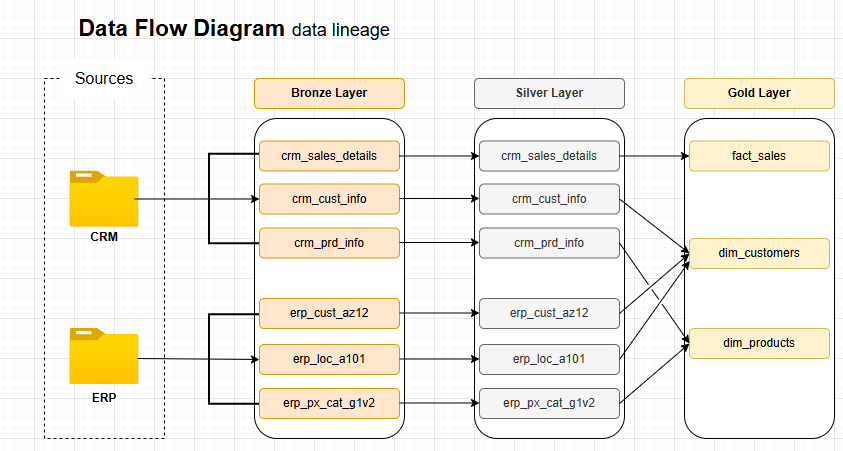 Data Flow Diagram data lineage
Sources
Bronze Layer
Silver Layer
Gold Layer
crm_sales_details
crm_sales_details
fact_sales
crm_cust_info
crm_cust_info
CRM
crm_prd_info
crm_prd_info
dim_customers
erp_cust_az12
erp_cust_az12
dim_products
erp_loc_a101
erp_loc_a101
ERP
erp_px_cat_g1v2
erp_px_cat_g1v2